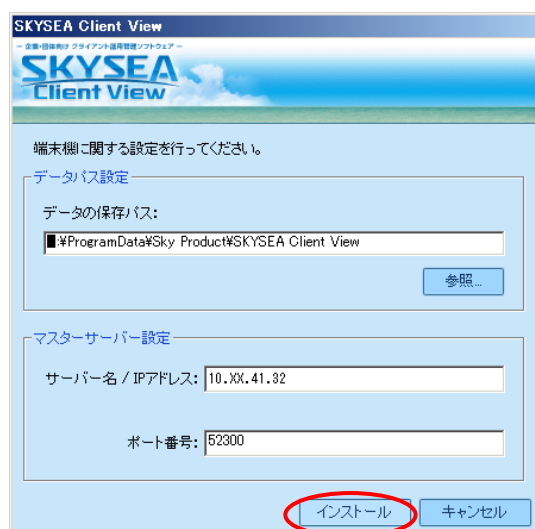 SKYSEA Client View
－ 企業・団体向け クライアント運用管理ソフトウェア －
SKYSEA
Client View
端末機に関する設定を行ってください。
データパス設定
データの保存パス:
:¥ProgramData¥Sky Product¥SKYSEA Client View
参照...
マスターサーバー設定
サーバー名 / IPアドレス: 10.XX.41.32
ポート番号: 52300
インストール キャンセル